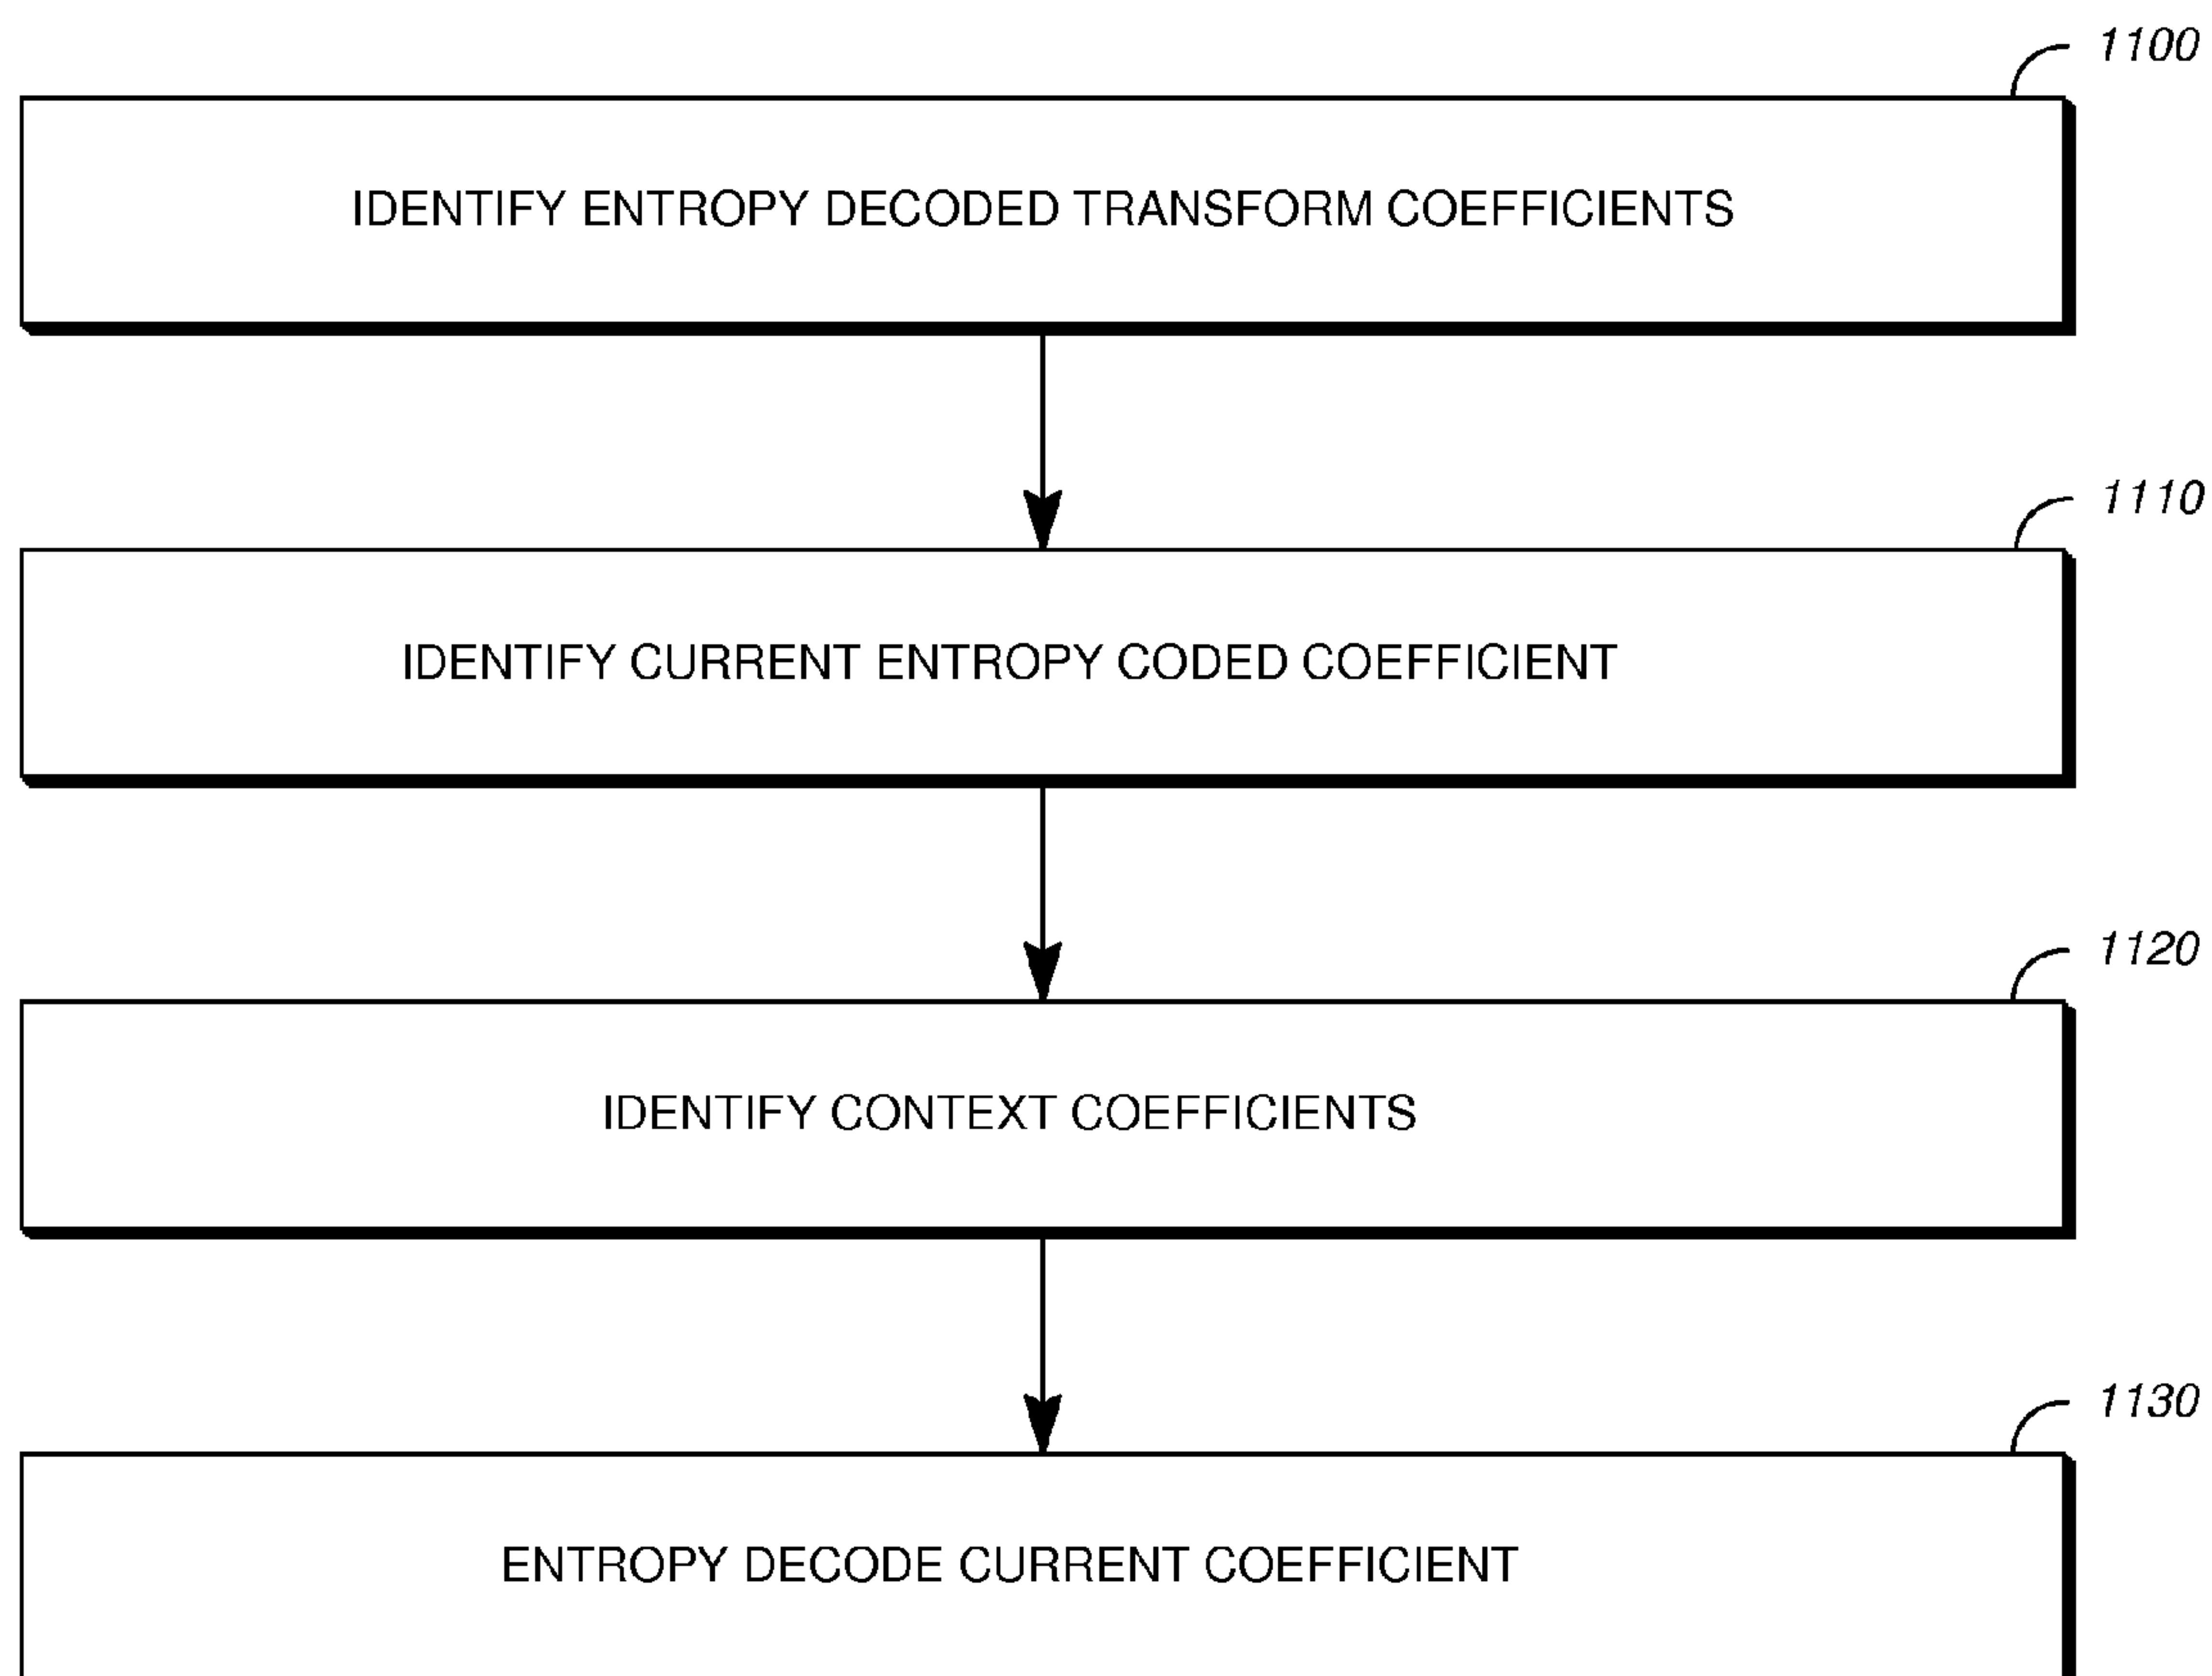 1100
IDENTIFY ENTROPY DECODED TRANSFORM COEFFICIENTS
1110
IDENTIFY CURRENT ENTROPY CODED COEFFICIENT
1120
IDENTIFY CONTEXT COEFFICIENTS
1130
ENTROPY DECODE CURRENT COEFFICIENT